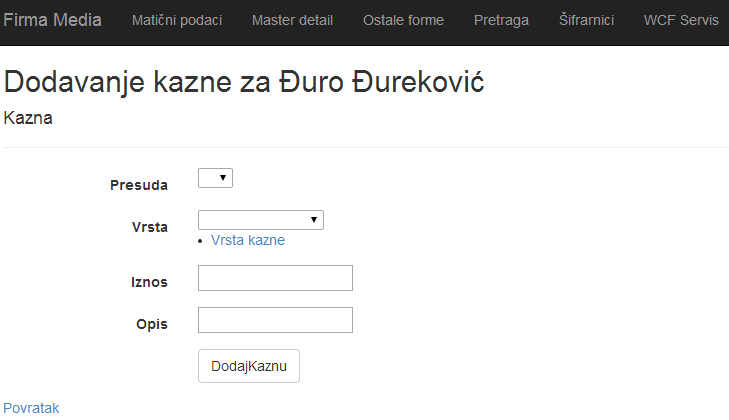 Firma Media Matični podaci Master detail Ostale forme Pretraga Šifrarnici WCF Servis
Dodavanje kazne za Đuro Đureković
Kazna
Presuda
Vrsta
Vrsta kazne
Iznos
Opis
DodajKaznu
Povratak